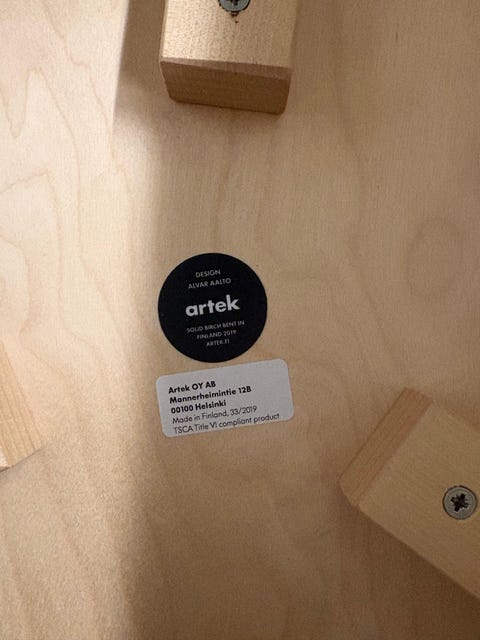 DESIGN
ALVAR AALTO
artek
SOLID BIRCH BENT IN
FINLAND 2019
ARTEK.FI
Artek OY AB
Mannerheimintie 12B
00100 Helsinki
Made in Finland, 33/2019
TSCA Title VI compliant product